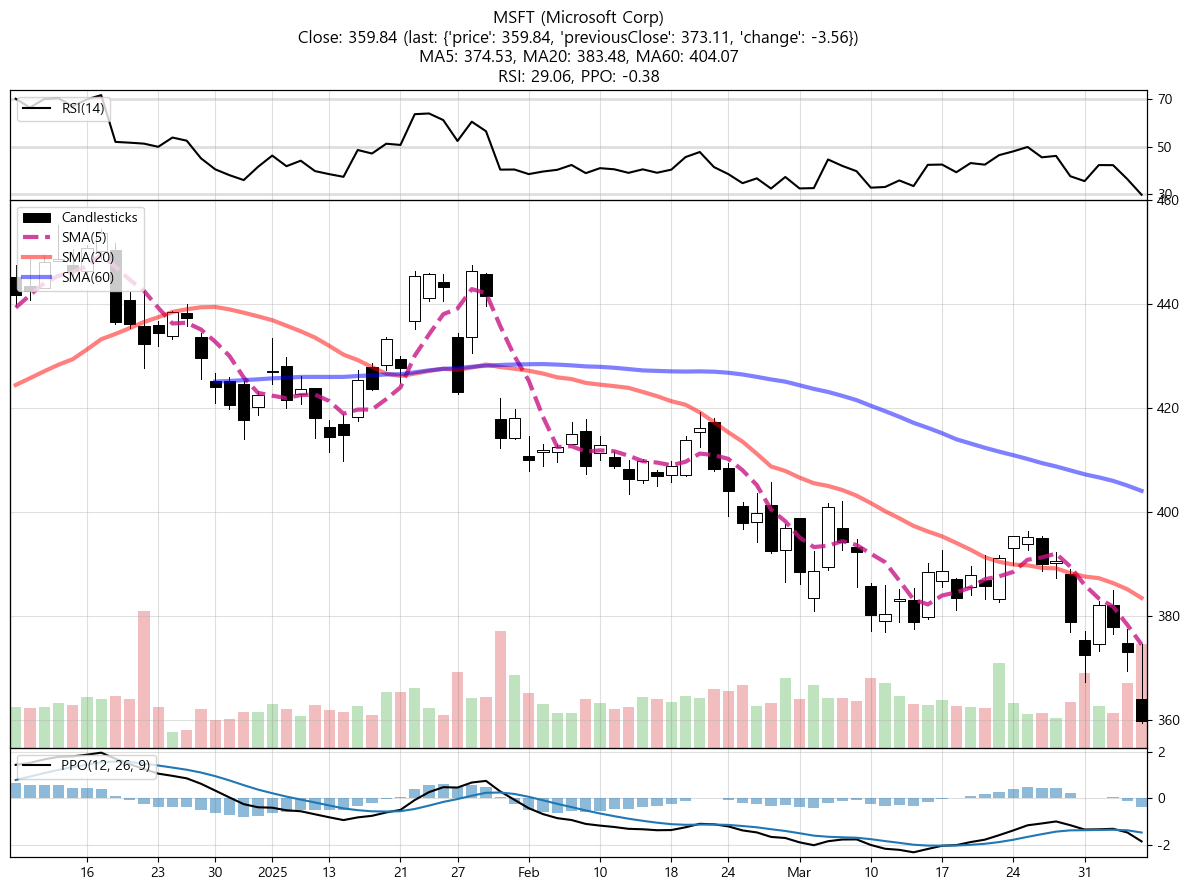 MSFT (Microsoft Corp)
Close: 359.84 (last: {'price': 359.84, 'previousClose': 373.11, 'change': -3.56})
MA5: 374.53, MA20: 383.48, MA60: 404.07
RSI: 29.06, PPO: -0.38
RSI(14)
70
50
30
460
Candlesticks
SMA(5)
SMA(20)
SMA(60)
440
420
400
380
360
PPO(12, 26, 9)
2
0
-2
16 23 30 2025 13 21 27 Feb 10 18 24 Mar 10 17 24 31